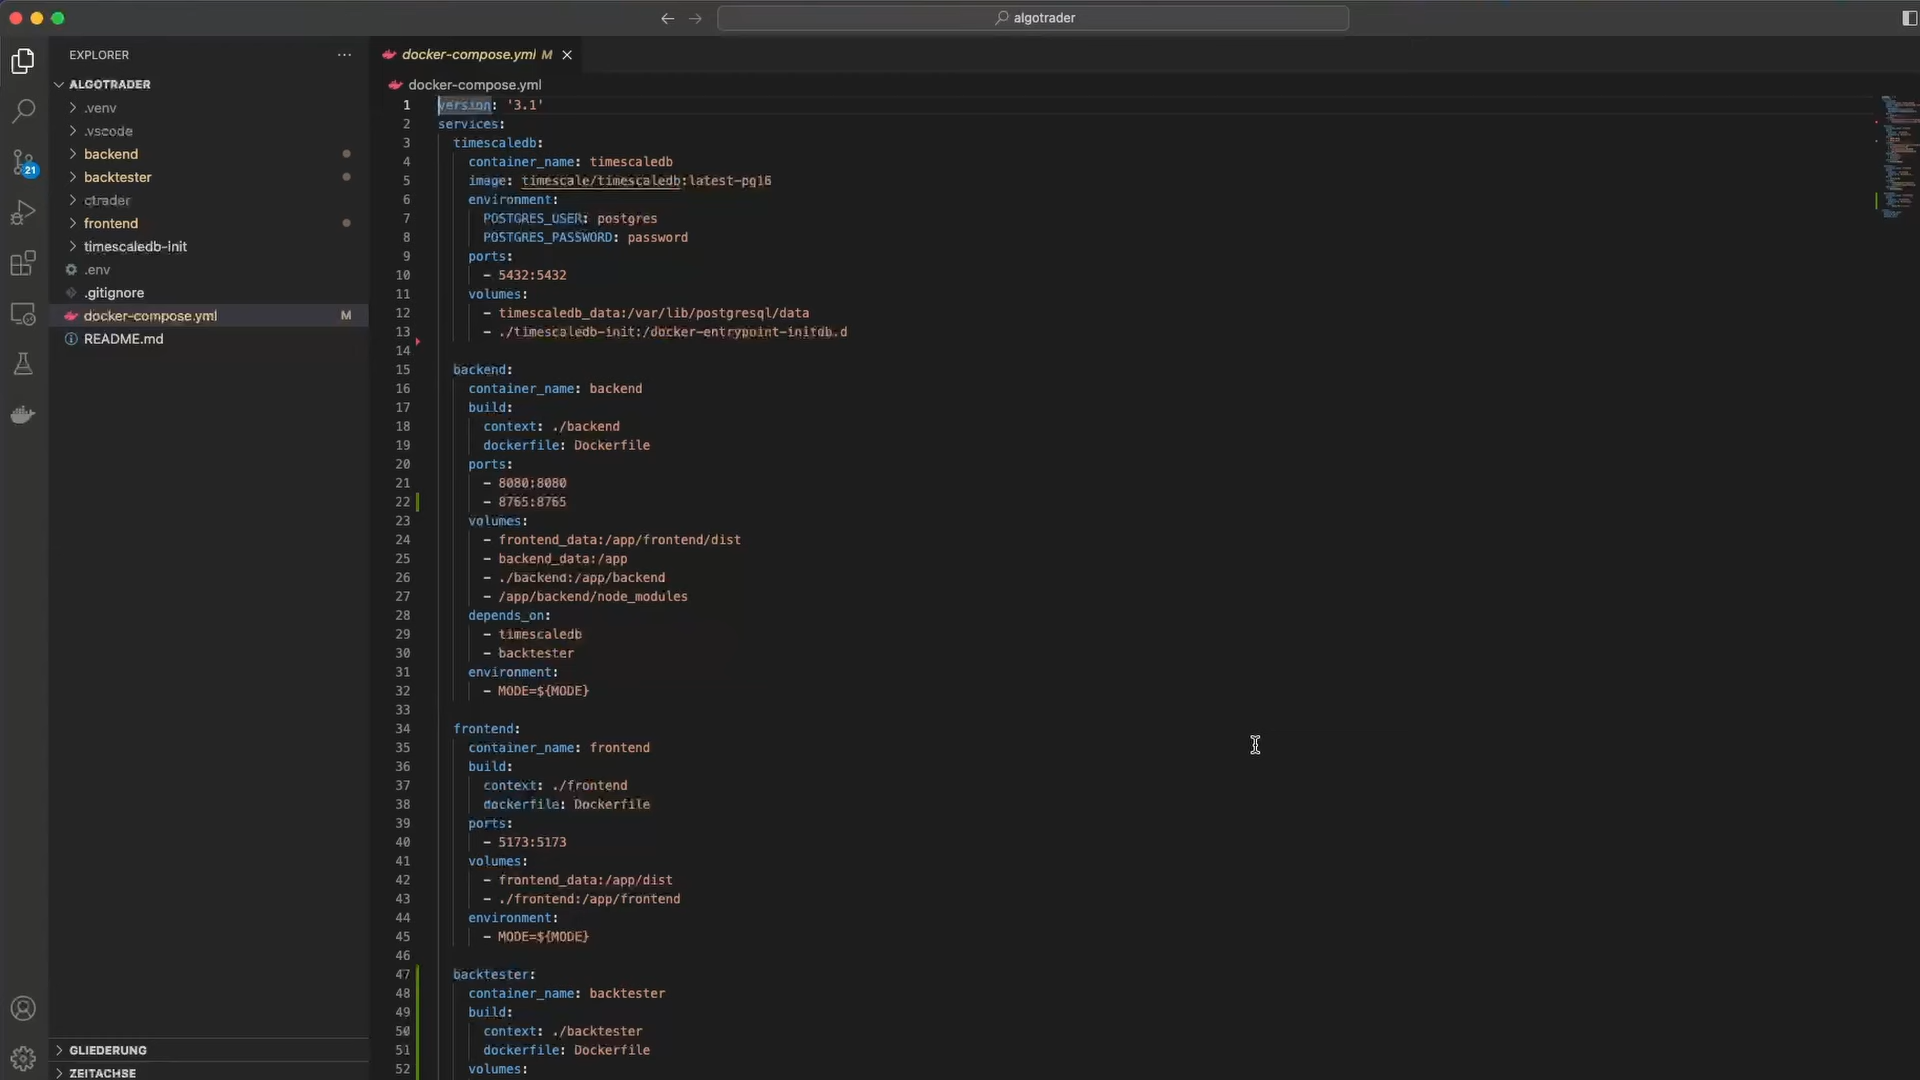 algotrader
EXPLORER
ALGOTRADER
.venv
.vscode
backend
backtester
ctrader
frontend
timescaledb-init
.env
.gitignore
docker-compose.yml M
README.md
GLIEDERUNG
ZEITACHSE
21
docker-compose.yml M
docker-compose.yml
1 version: '3.1'
2 services:
3 timescaledb:
4 container_name: timescaledb
5 image: timescale/timescaledb:latest-pg16
6 environment:
7 POSTGRES_USER: postgres
8 POSTGRES_PASSWORD: password
9 ports:
10 - 5432:5432
11 volumes:
12 - timescaledb_data:/var/lib/postgresql/data
13 - ./timescaledb-init:/docker-entrypoint-initdb.d
14
15 backend:
16 container_name: backend
17 build:
18 context: ./backend
19 dockerfile: Dockerfile
20 ports:
21 - 8080:8080
22 - 8765:8765
23 volumes:
24 - frontend_data:/app/frontend/dist
25 - backend_data:/app
26 - ./backend:/app/backend
27 - /app/backend/node_modules
28 depends_on:
29 - timescaledb
30 - backtester
31 environment:
32 - MODE=${MODE}
33
34 frontend:
35 container_name: frontend
36 build:
37 context: ./frontend
38 dockerfile: Dockerfile
39 ports:
40 - 5173:5173
41 volumes:
42 - frontend_data:/app/dist
43 - ./frontend:/app/frontend
44 environment:
45 - MODE=${MODE}
46
47 backtester:
48 container_name: backtester
49 build:
50 context: ./backtester
51 dockerfile: Dockerfile
52 volumes: